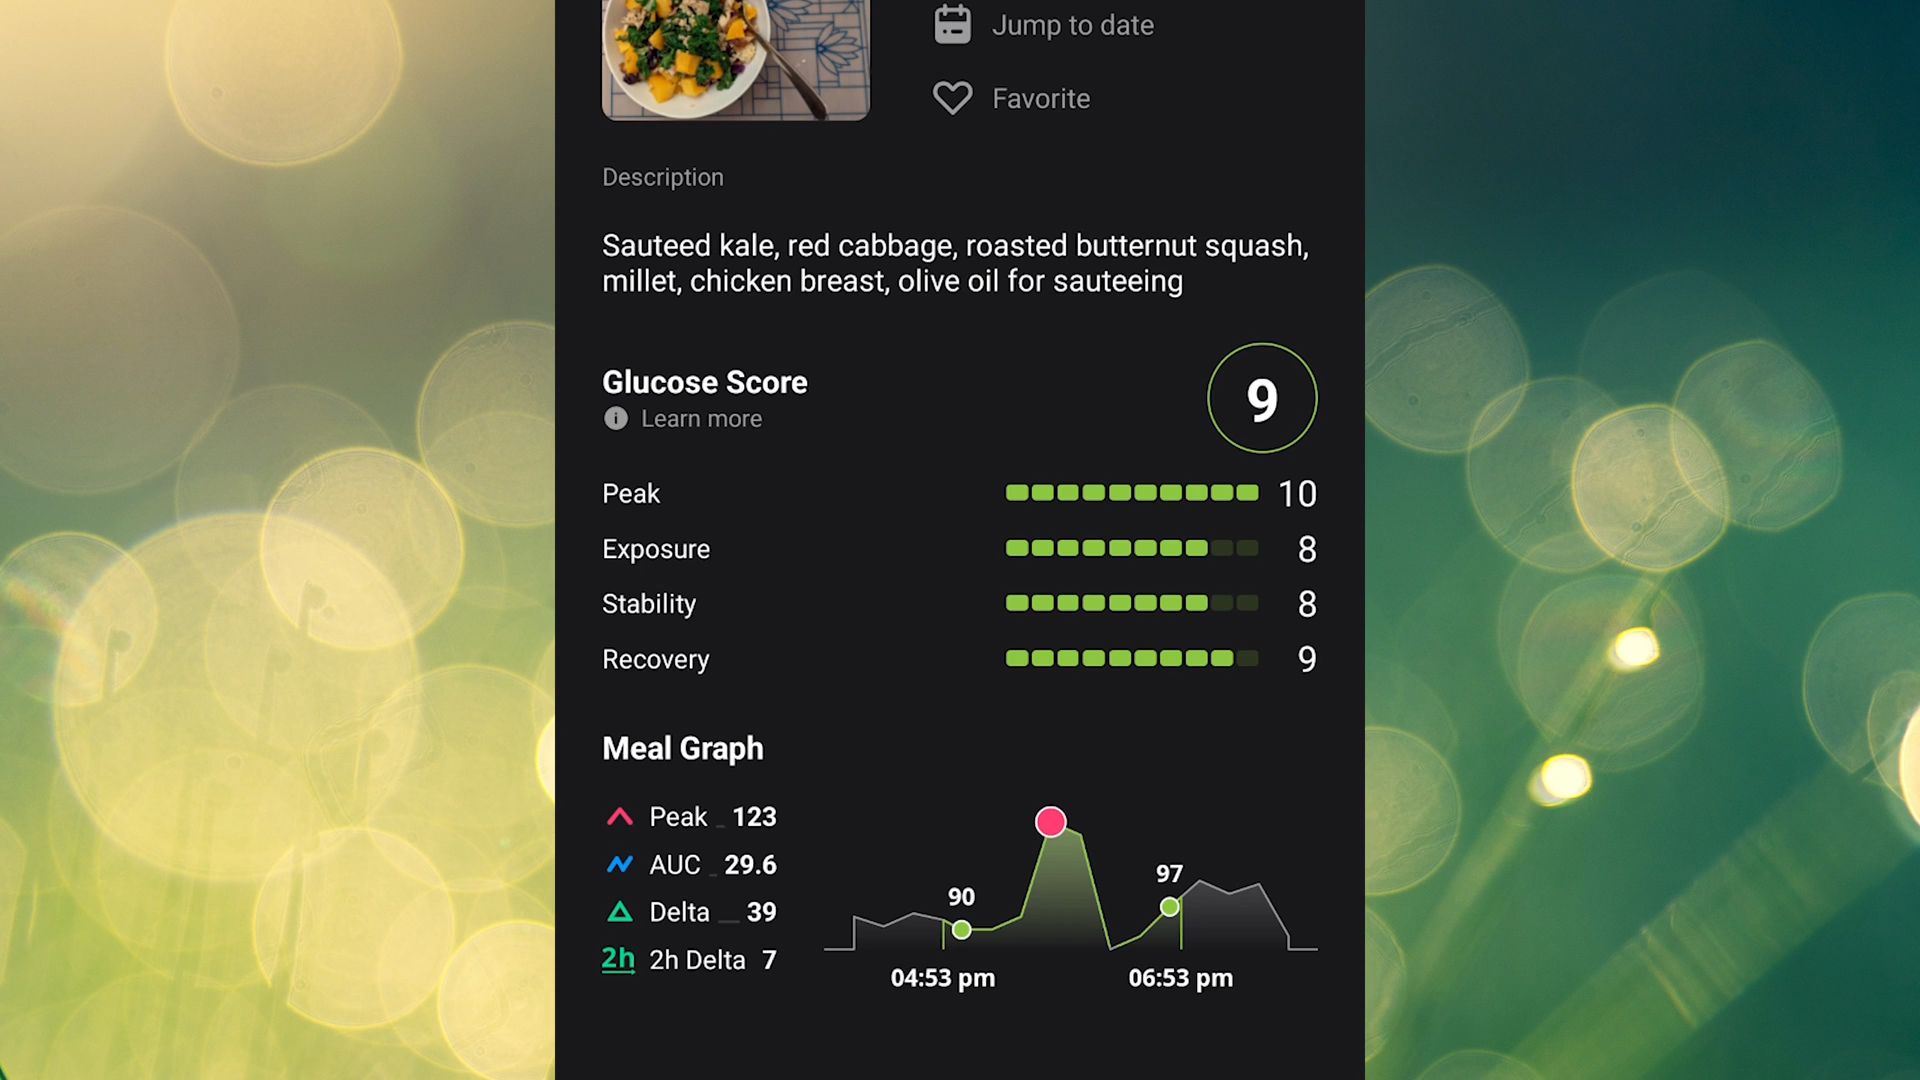 Jump to date
Favorite
Description
Sauteed kale, red cabbage, roasted butternut squash,
millet, chicken breast, olive oil for sauteeing
Glucose Score
Learn more
9
Peak 10
Exposure 8
Stability 8
Recovery 9
Meal Graph
Peak 123
AUC 29.6
Delta 39
2h 2h Delta 7
90
97
04:53 pm
06:53 pm